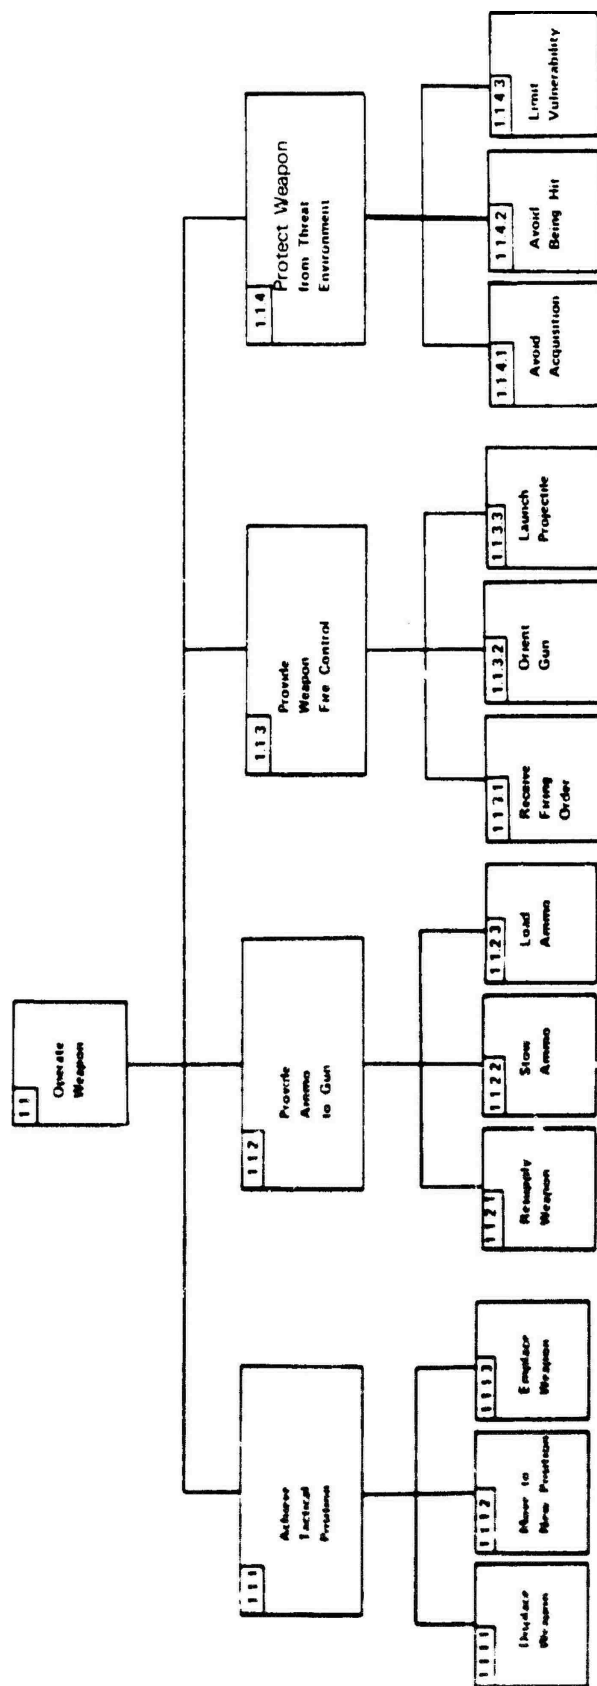 1.1
Operate
Weapon
1.1.1
Achieve
Tactical
Position
1.1.2
Provide
Ammo
to Gun
1.1.3
Provide
Weapon
Fire Control
1.1.4
Protect Weapon
from Threat
Environment
1.1.1.1
Displace
Weapon
1.1.1.2
Move to
New Position
1.1.1.3
Emplace
Weapon
1.1.2.1
Resupply
Weapon
1.1.2.2
Stow
Ammo
1.1.2.3
Load
Ammo
1.1.3.1
Receive
Firing
Order
1.1.3.2
Orient
Gun
1.1.3.3
Launch
Projectile
1.1.4.1
Avoid
Acquisition
1.1.4.2
Avoid
Being Hit
1.1.4.3
Limit
Vulnerability